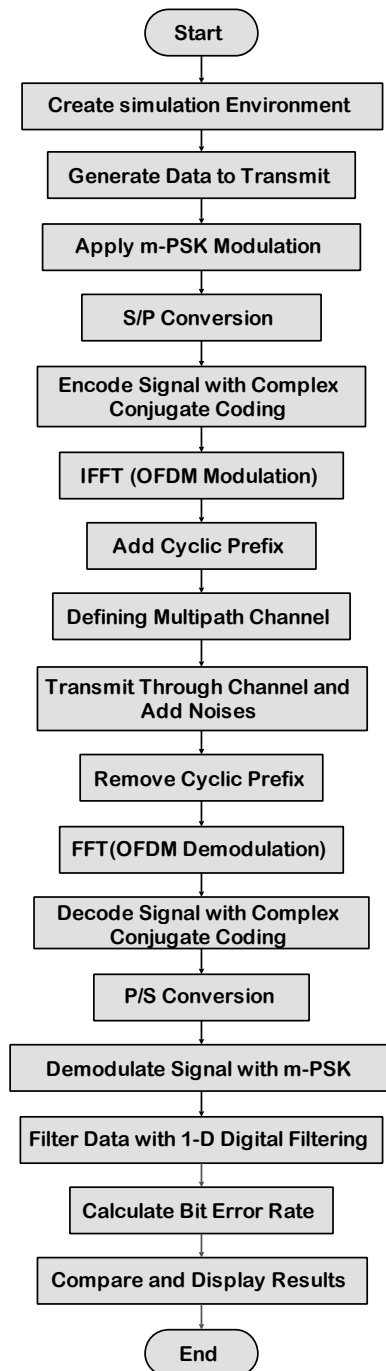 Start
Create simulation Environment
Generate Data to Transmit
Apply m-PSK Modulation
S/P Conversion
Encode Signal with Complex
Conjugate Coding
IFFT (OFDM Modulation)
Add Cyclic Prefix
Defining Multipath Channel
Transmit Through Channel and
Add Noises
Remove Cyclic Prefix
FFT(OFDM Demodulation)
Decode Signal with Complex
Conjugate Coding
P/S Conversion
Demodulate Signal with m-PSK
Filter Data with 1-D Digital Filtering
Calculate Bit Error Rate
Compare and Display Results
End